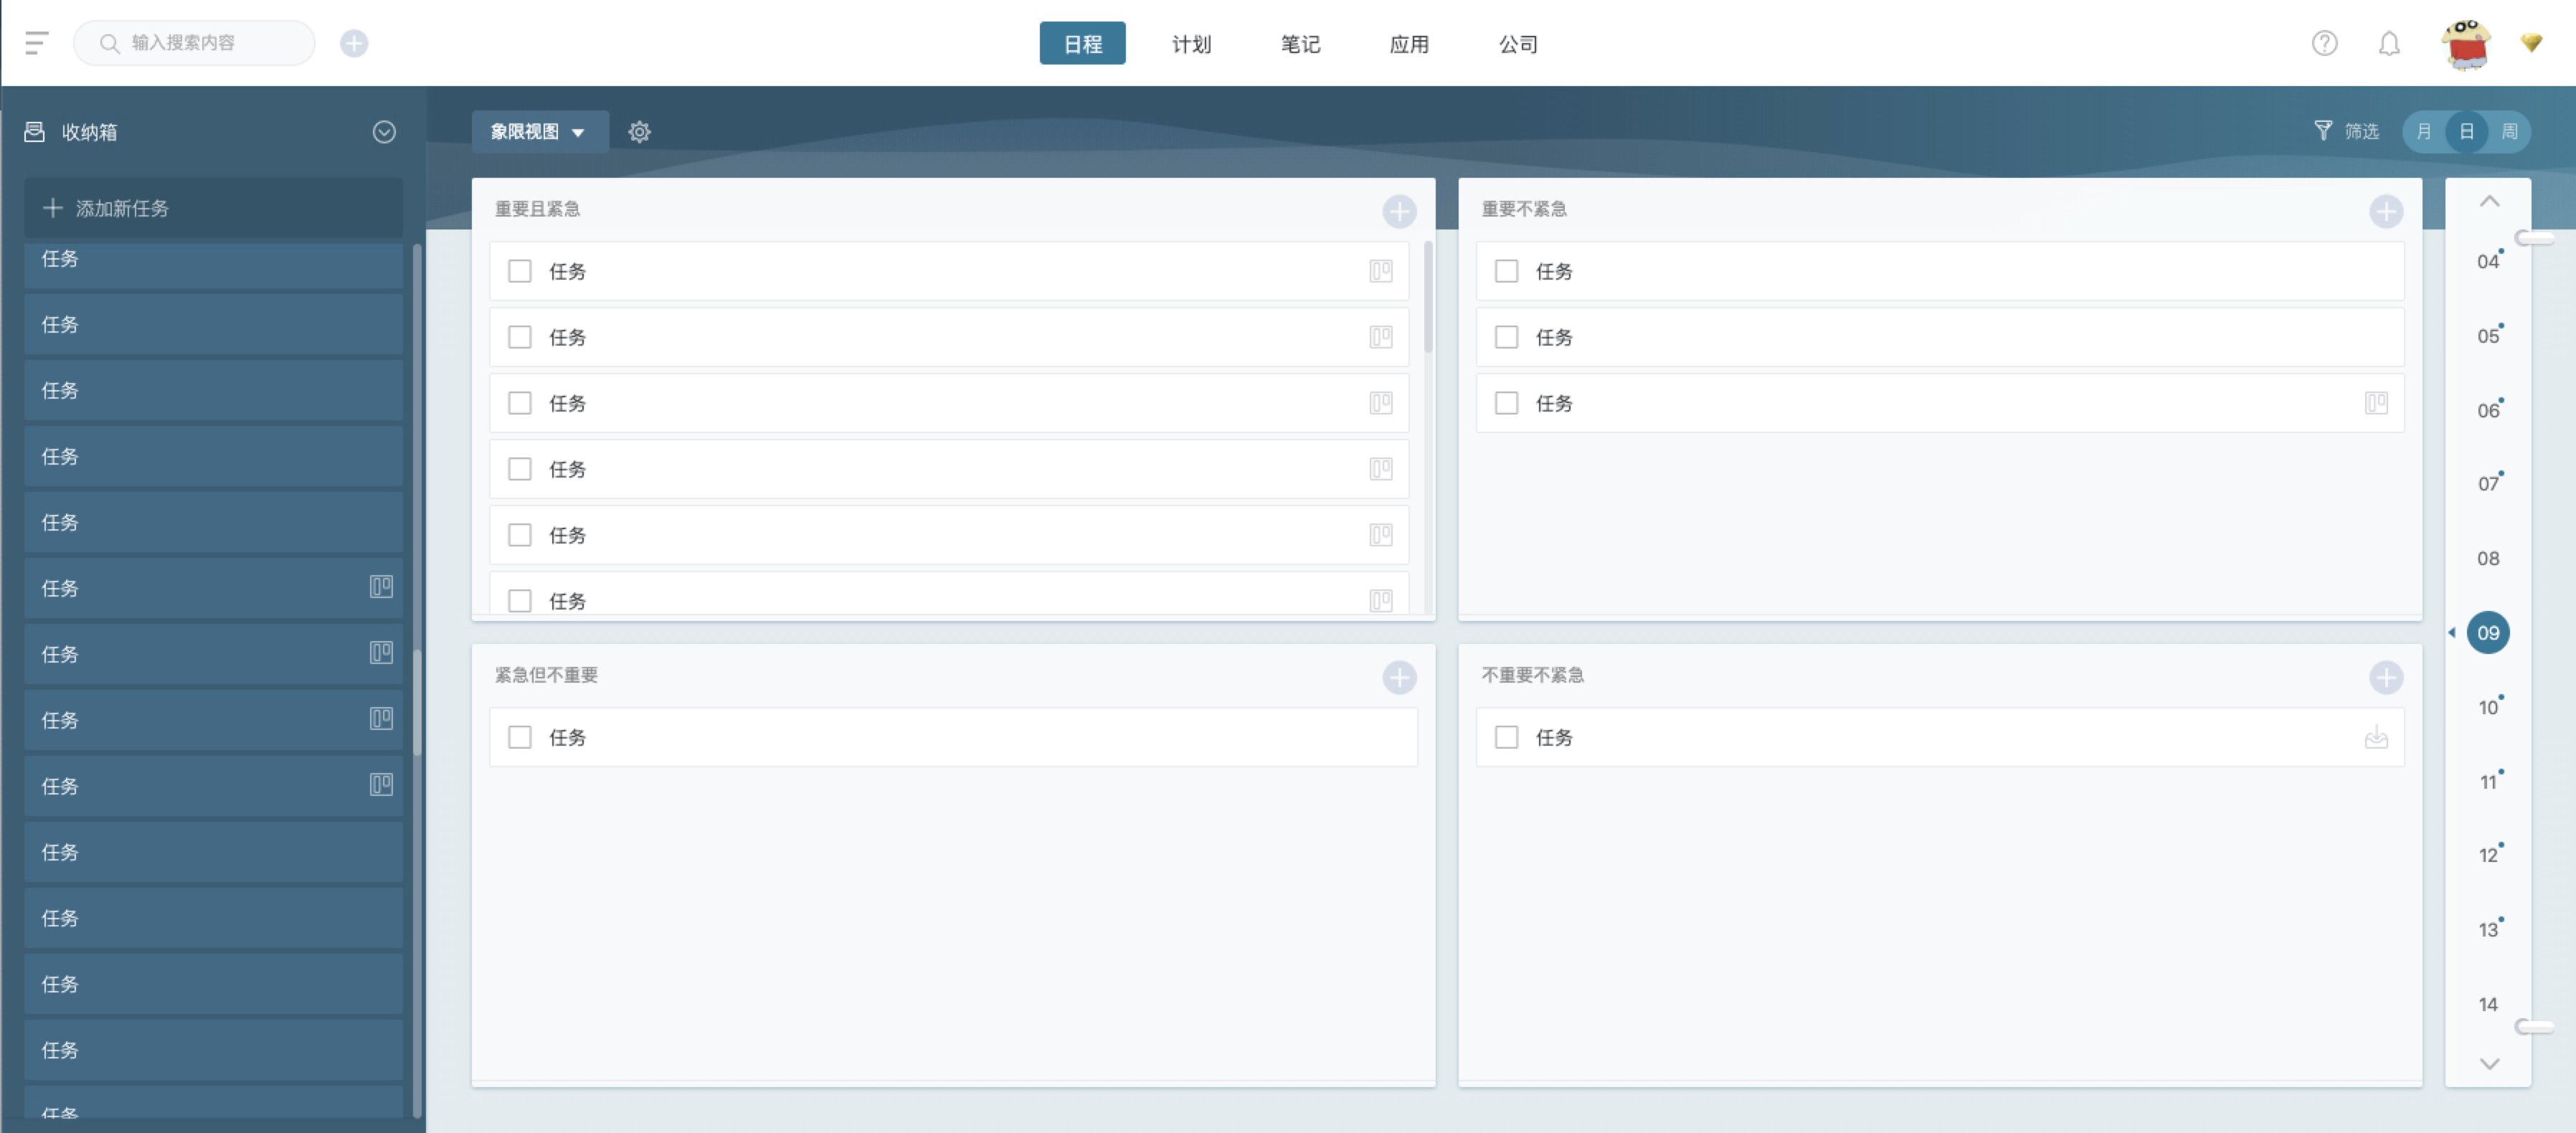 输入搜索内容
日程
计划
笔记
应用
公司
收纳箱
添加新任务
任务
任务
任务
任务
任务
任务
任务
任务
任务
任务
任务
任务
任务
任务
象限视图
筛选
月
日
周
重要且紧急
任务
任务
任务
任务
任务
任务
重要不紧急
任务
任务
任务
紧急但不重要
任务
不重要不紧急
任务
04
05
06
07
08
09
10
11
12
13
14